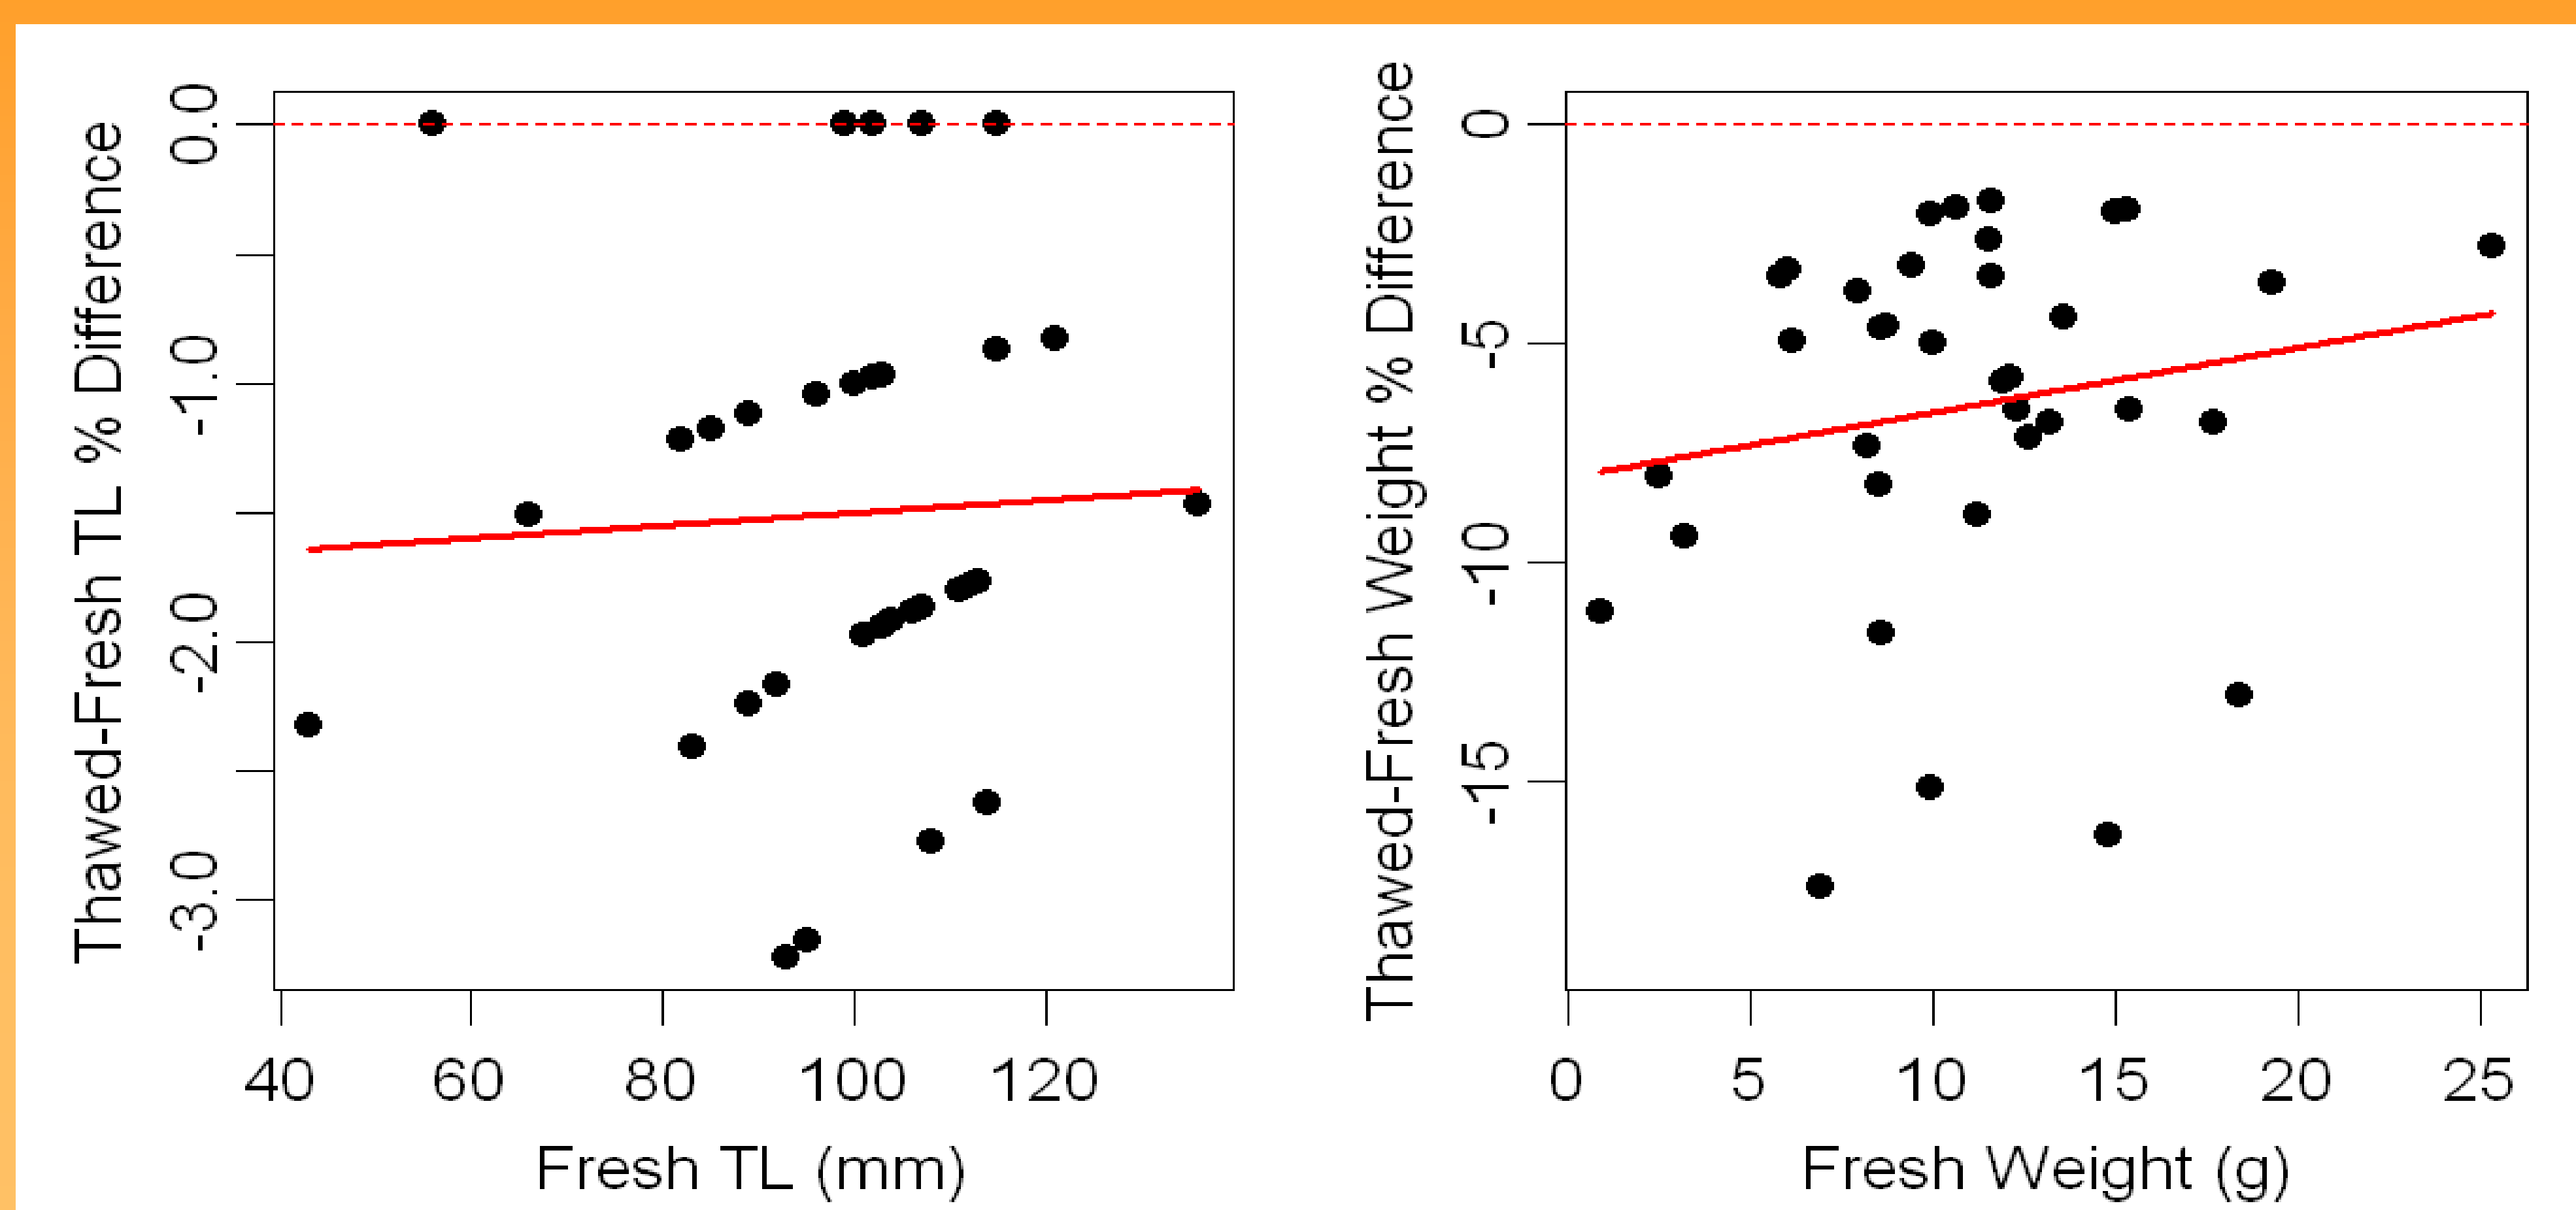 Thawed-Fresh TL % Difference
0.0
-1.0
-2.0
-3.0
40 60 80 100 120
Fresh TL (mm)
Thawed-Fresh Weight % Difference
0
-5
-10
-15
0 5 10 15 20 25
Fresh Weight (g)